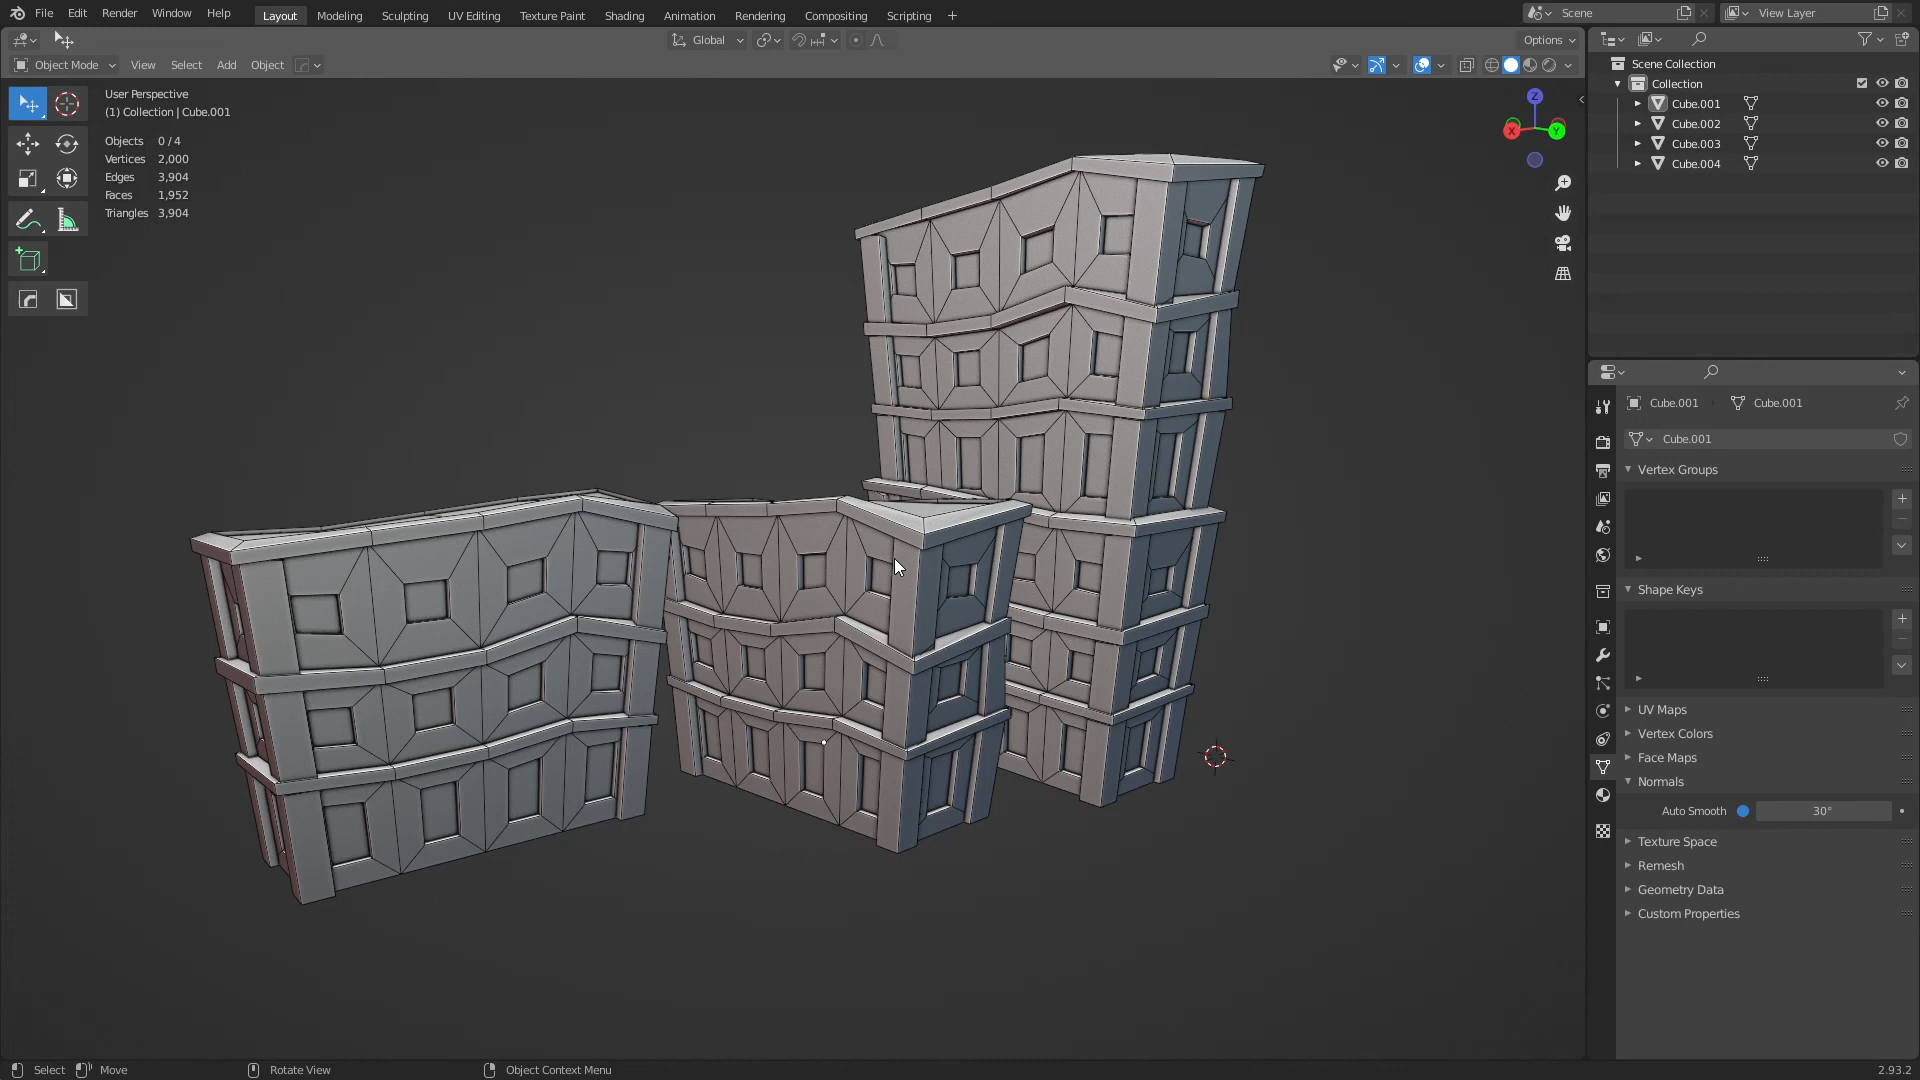 File Edit Render Window Help Layout Modeling Sculpting UV Editing Texture Paint Shading Animation Rendering Compositing Scripting + Scene View Layer
Global Options
Object Mode View Select Add Object
User Perspective
(1) Collection | Cube.001
Objects 0 / 4
Vertices 2,000
Edges 3,904
Faces 1,952
Triangles 3,904
Z
X
Y
Scene Collection
Collection
Cube.001
Cube.002
Cube.003
Cube.004
Cube.001 Cube.001
Cube.001
Vertex Groups
Shape Keys
UV Maps
Vertex Colors
Face Maps
Normals
Auto Smooth 30°
Texture Space
Remesh
Geometry Data
Custom Properties
Select Move Rotate View Object Context Menu 2.93.2